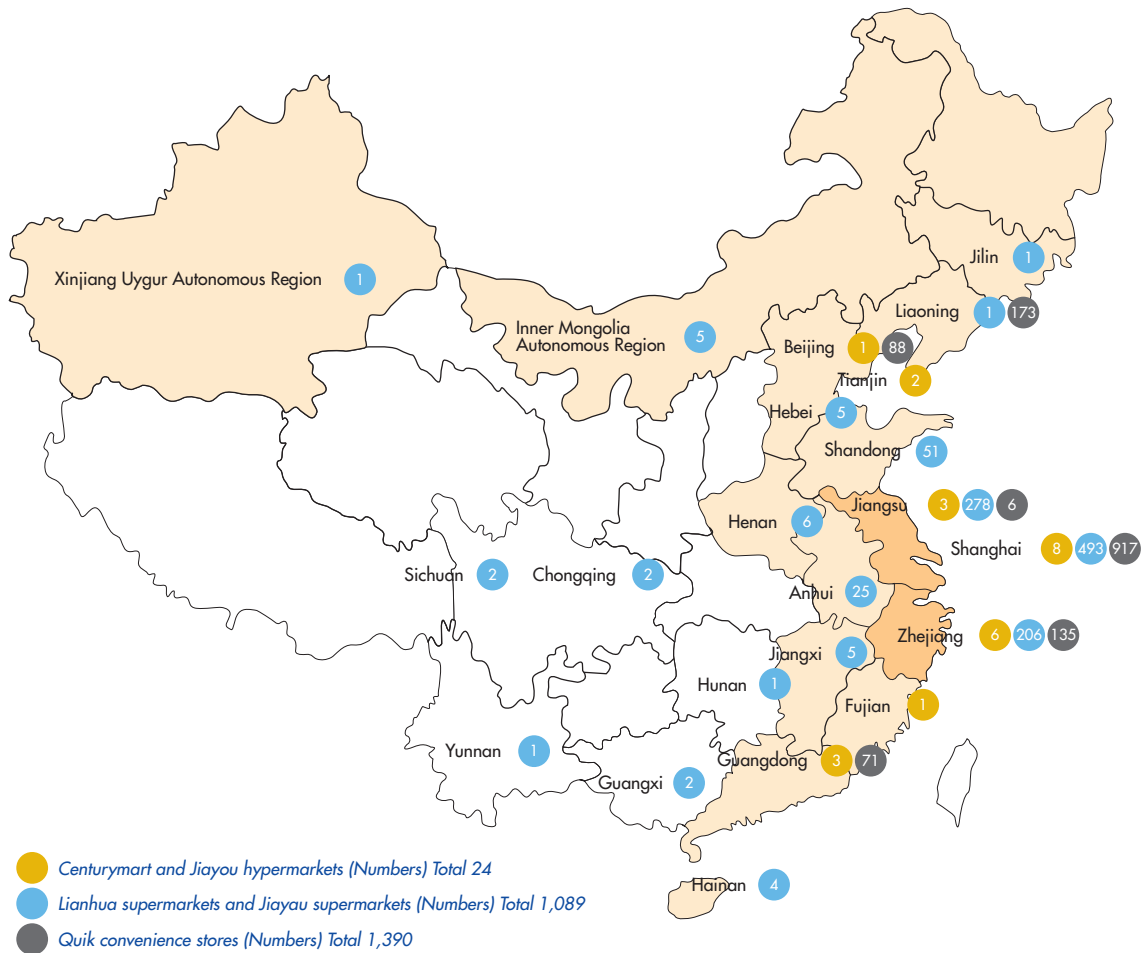 Jilin 1
Xinjiang Uygur Autonomous Region 1
Liaoning 1 173
Inner Mongolia
Autonomous Region 5
Beijing 1 88
Tianjin 2
Hebei 5
Shandong 51
Jiangsu 3 278 6
Henan 6
Shanghai 8 493 917
Sichuan 2
Chongqing 2
Anhui 25
Zhejiang 6 206 135
Jiangxi 5
Hunan 1
Fujian 1
Yunnan 1
Guangdong 3 71
Guangxi 2
Hainan 4
Centurymart and Jiayou hypermarkets (Numbers) Total 24
Lianhua supermarkets and Jiayau supermarkets (Numbers) Total 1,089
Quik convenience stores (Numbers) Total 1,390